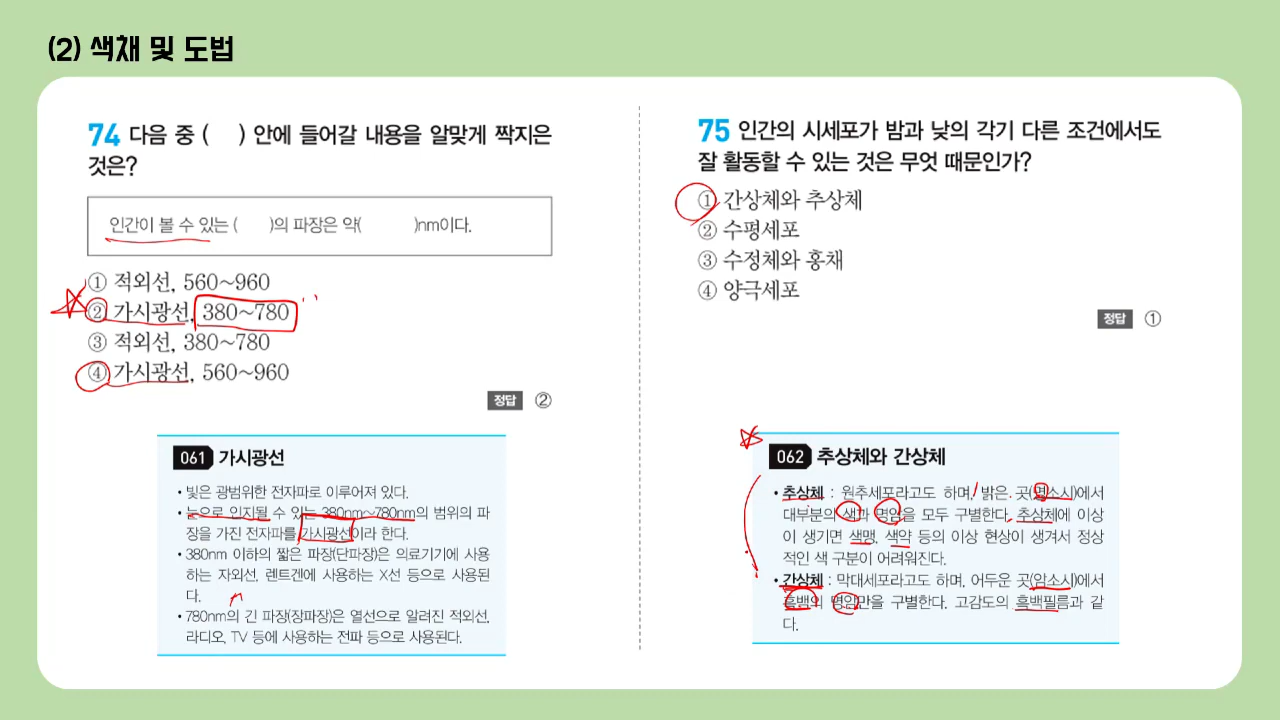 (2) 색채 및 도법
74 다음 중 (    ) 안에 들어갈 내용을 알맞게 짝지은
것은?
인간이 볼 수 있는 (    )의 파장은 약(    )nm이다.
① 적외선, 560~960
② 가시광선, 380~780
③ 적외선, 380~780
④ 가시광선, 560~960
정답 ②
061 가시광선
• 빛은 광범위한 전자파로 이루어져 있다.
• 눈으로 인지될 수 있는 380nm~780nm의 범위의 파
장을 가진 전자파를 가시광선이라 한다.
• 380nm 이하의 짧은 파장(단파장)은 의료기기에 사용
하는 자외선, 렌트겐에 사용하는 X선 등으로 사용된
다.
• 780nm의 긴 파장(장파장)은 열선으로 알려진 적외선,
라디오, TV 등에 사용하는 전파 등으로 사용된다.
75 인간의 시세포가 밤과 낮의 각기 다른 조건에서도
잘 활동할 수 있는 것은 무엇 때문인가?
① 간상체와 추상체
② 수평세포
③ 수정체와 홍채
④ 양극세포
정답 ①
062 추상체와 간상체
• 추상체 : 원추세포라고도 하며, 밝은 곳(명소시)에서
대부분의 색과 명암을 모두 구별한다. 추상체에 이상
이 생기면 색맹, 색약 등의 이상 현상이 생겨서 정상
적인 색 구분이 어려워진다.
• 간상체 : 막대세포라고도 하며, 어두운 곳(암소시)에서
흑백의 명암만을 구별한다. 고감도의 흑백필름과 같
다.